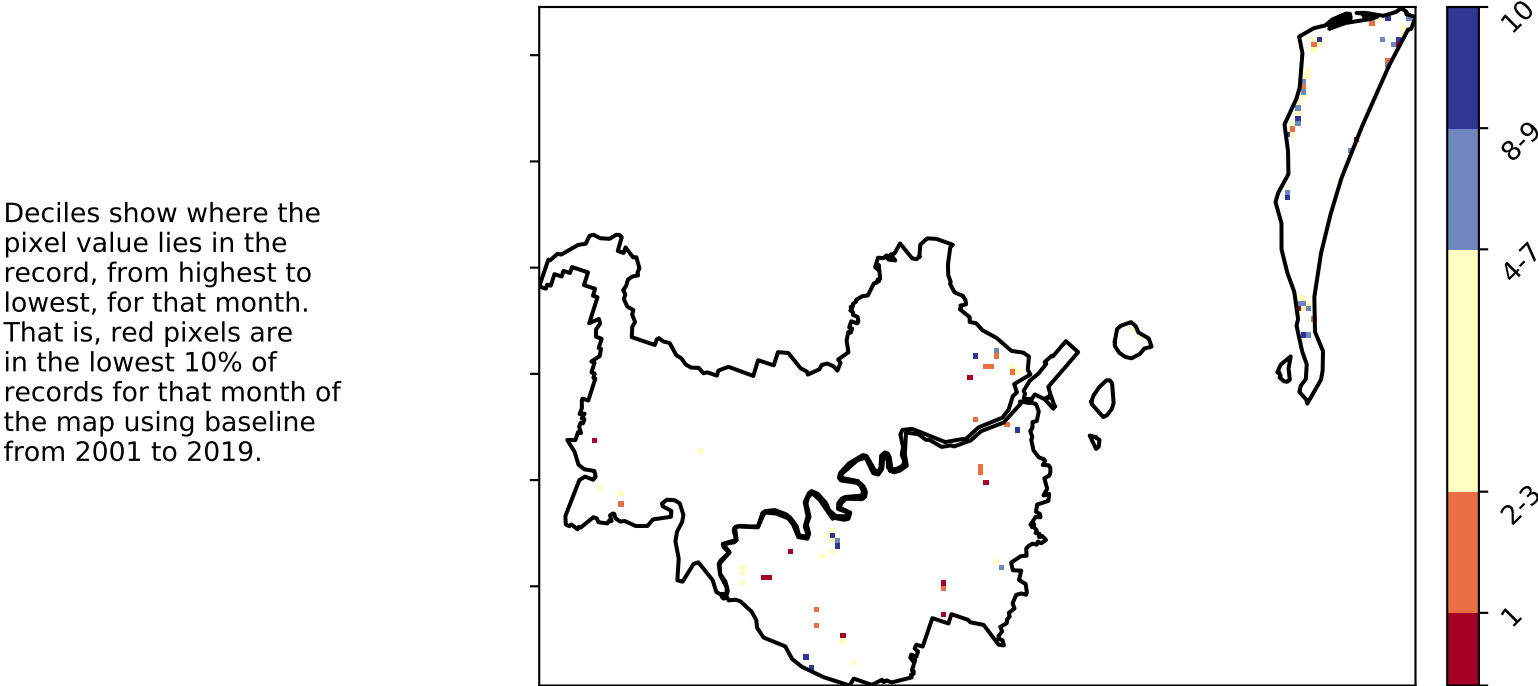 Deciles show where the
pixel value lies in the
record, from highest to
lowest, for that month.
That is, red pixels are
in the lowest 10% of
records for that month of
the map using baseline
from 2001 to 2019.
10
8-9
4-7
2-3
1